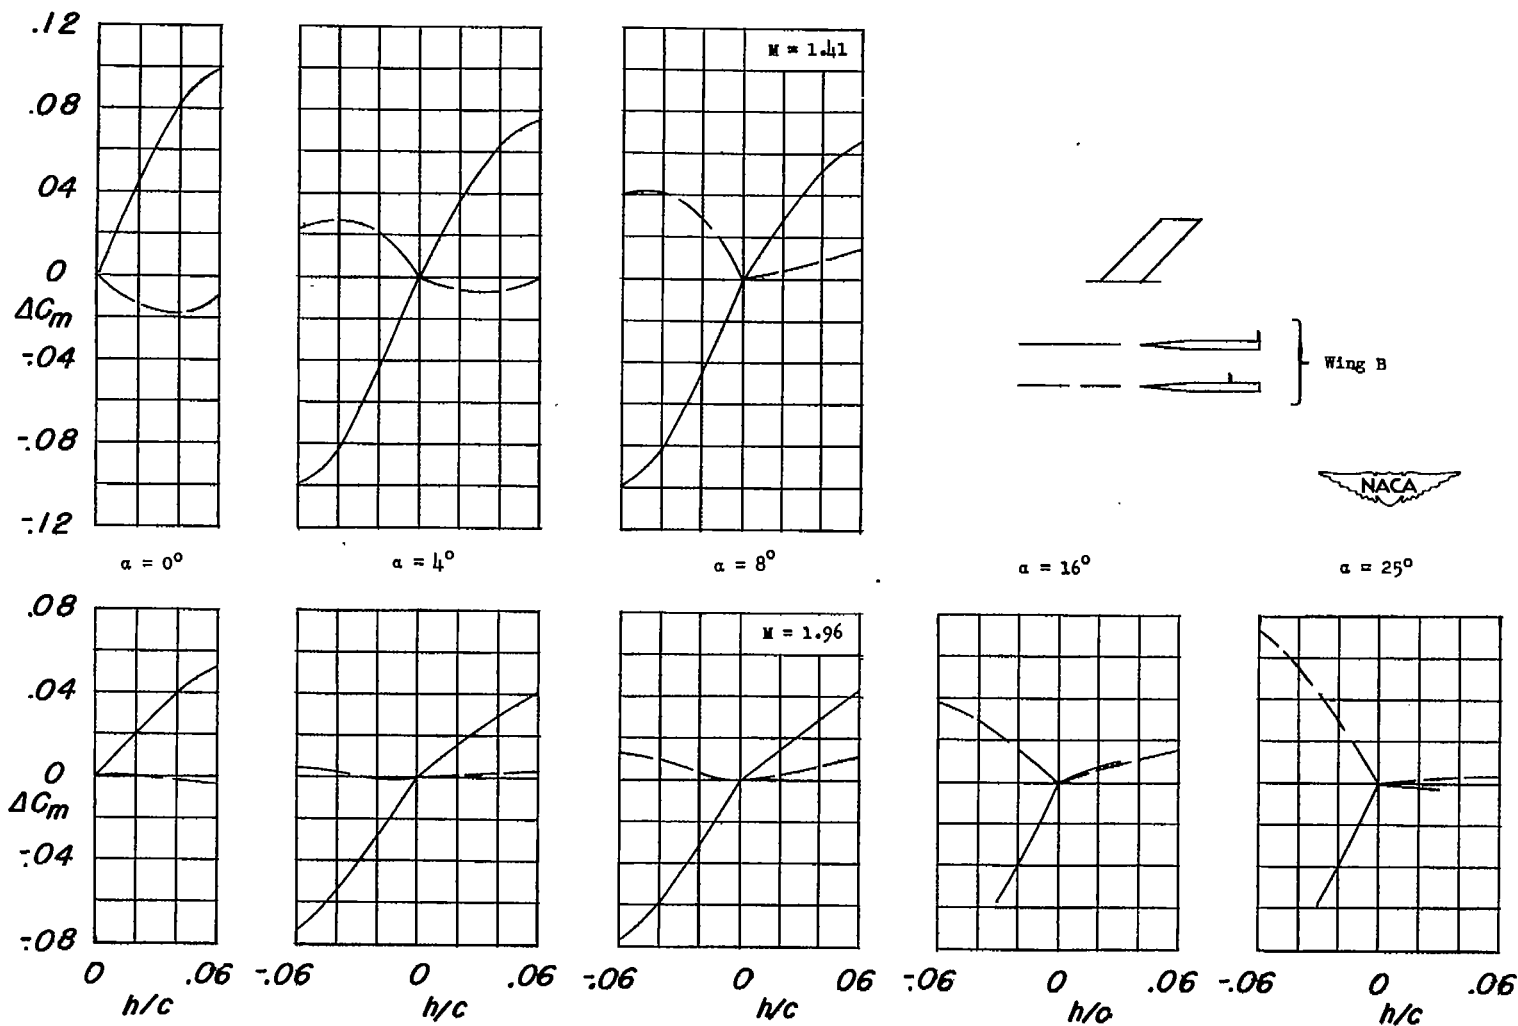 .12
.08
04
0
ΔCm
-.04
-.08
-.12
M = 1.41
Wing B
NACA
α = 0°
α = 4°
α = 8°
α = 16°
α = 25°
.08
.04
0
ΔCm
-.04
-.08
M = 1.96
0 .06 -.06 0 .06 -.06 0 .06 -.06 0 .06 -.06 0 .06
h/c h/c h/c h/c h/c